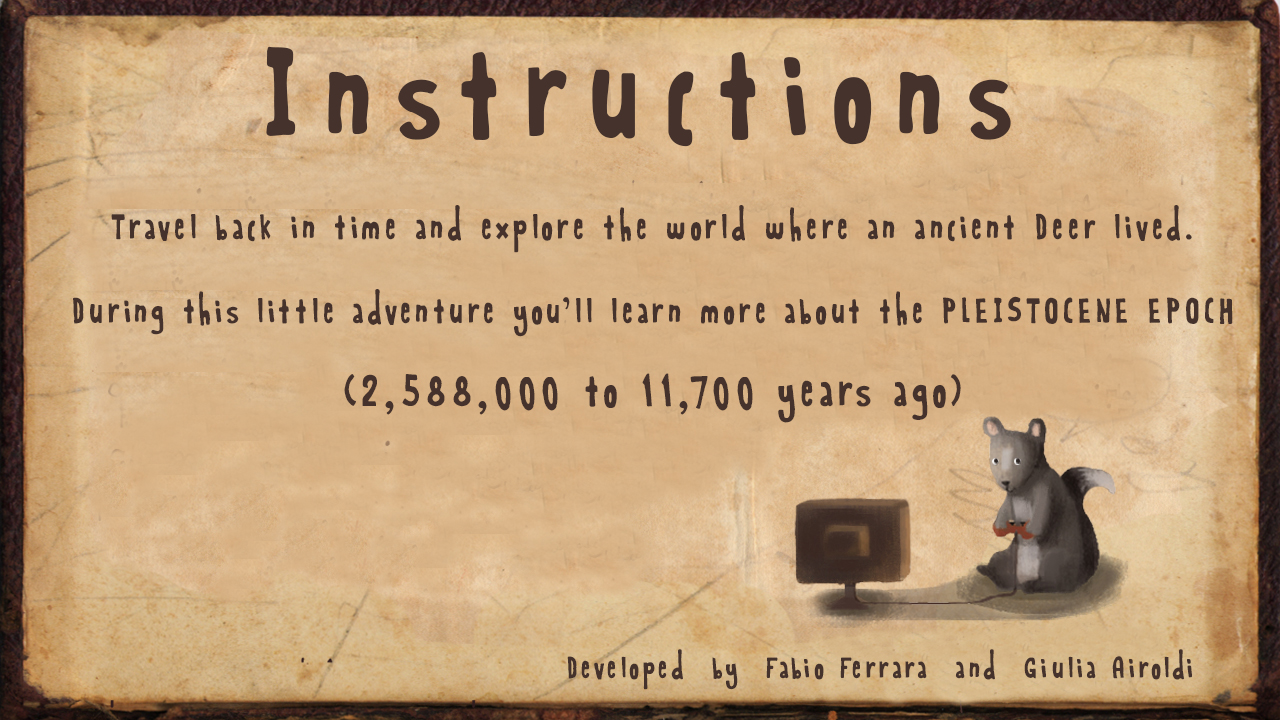 Instructions
Travel back in time and explore the world where an ancient Deer lived.
During this little adventure you'll learn more about the PLEISTOCENE EPOCH
(2,588,000 to 11,700 years ago)
Developed by Fabio Ferrara and Giulia Airoldi